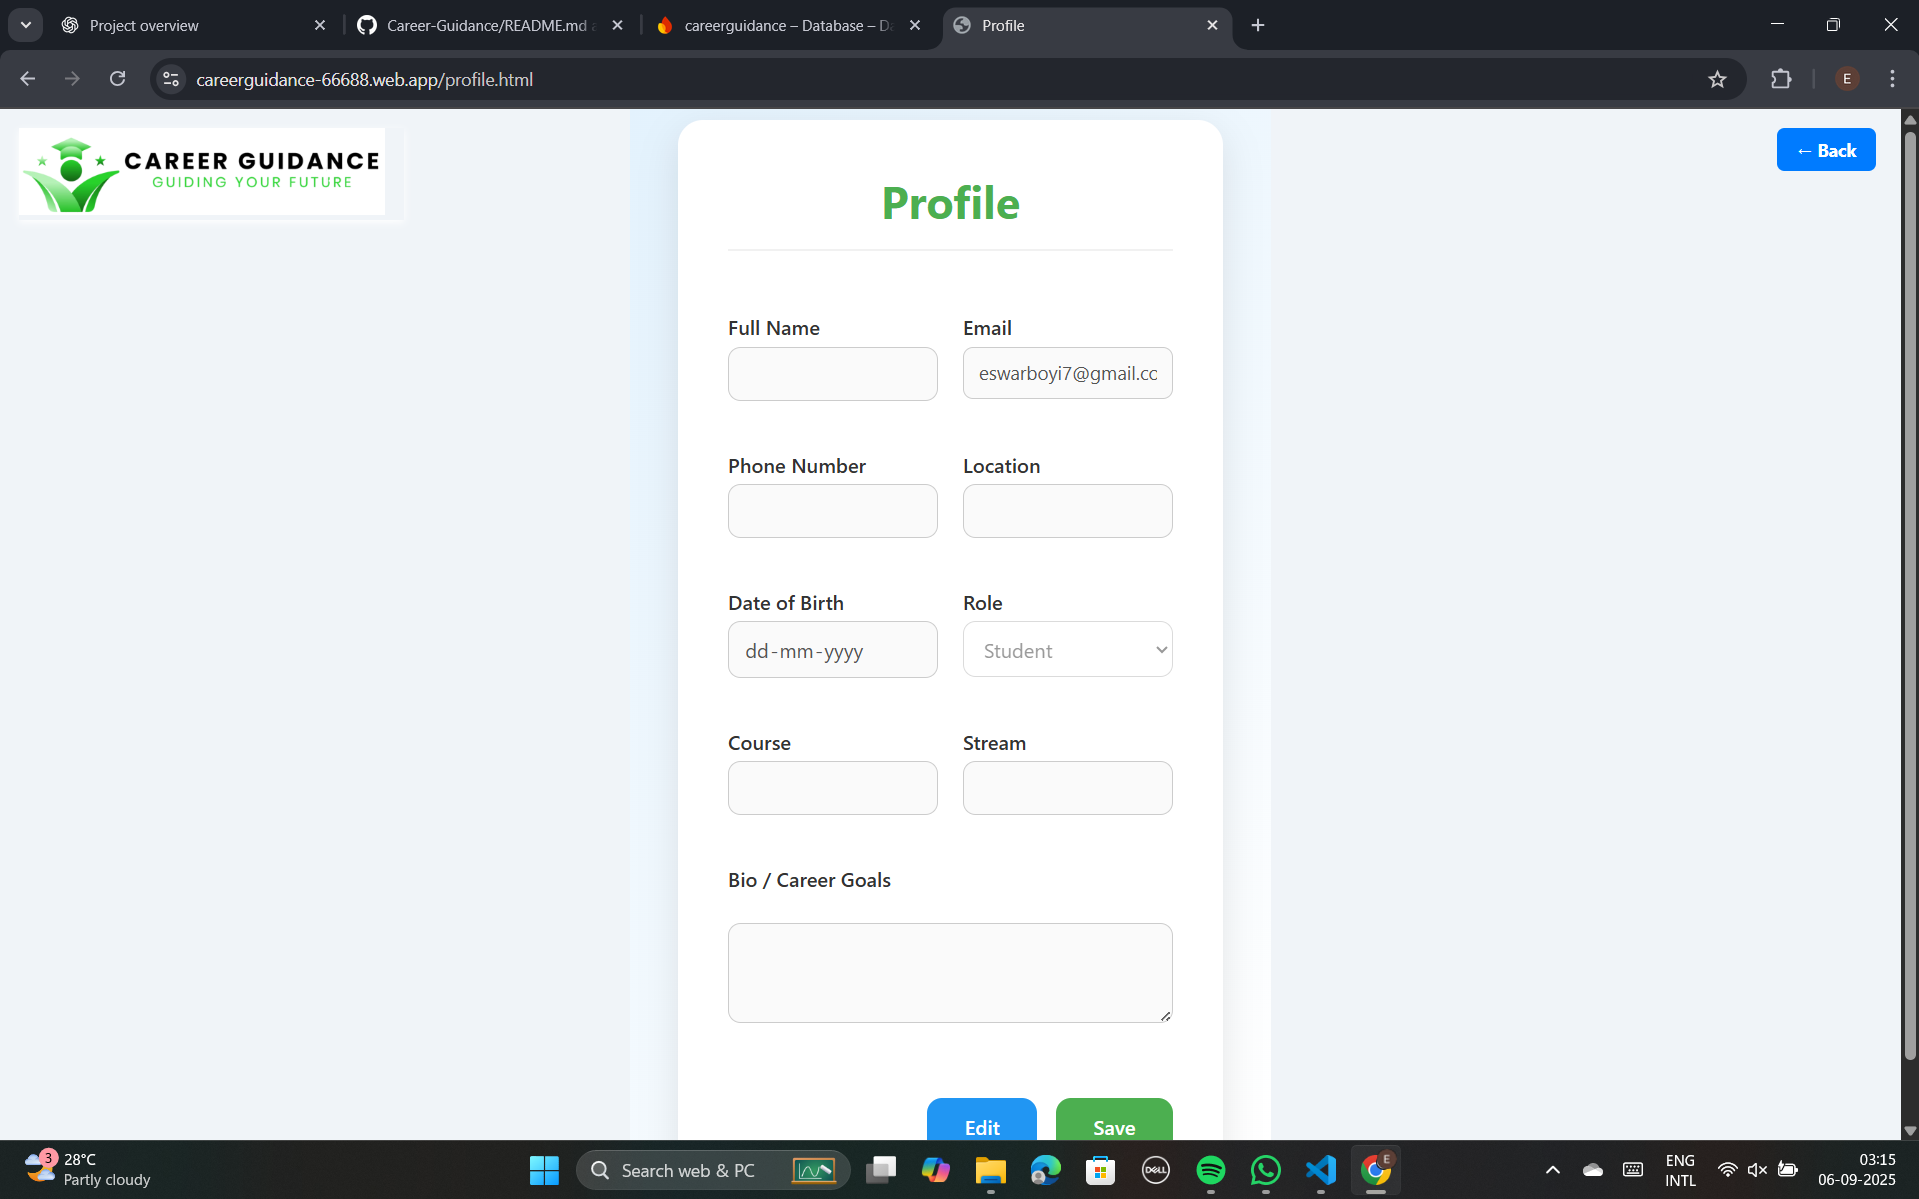 Project overview
Career-Guidance/README.md
careerguidance – Database –
Profile
careerguidance-66688.web.app/profile.html
E
CAREER GUIDANCE
GUIDING YOUR FUTURE
← Back
Profile
Full Name
Email
eswarboyi7@gmail.cc
Phone Number
Location
Date of Birth
Role
dd-mm-yyyy
Student
Course
Stream
Bio / Career Goals
Edit
Save
3
28°C
Partly cloudy
Search web & PC
DELL
E
ENG
INTL
03:15
06-09-2025